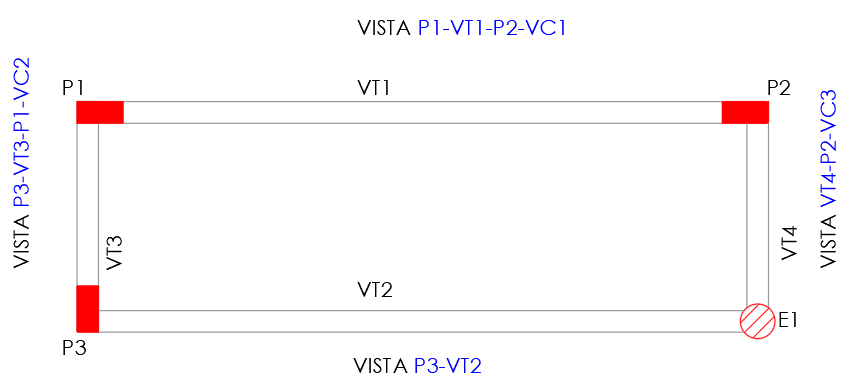 VISTA P1-VT1-P2-VC1
P1
VT1
P2
VISTA P3-VT3-P1-VC2
VISTA VT4-P2-VC3
VT3
VT4
VT2
E1
P3
VISTA P3-VT2